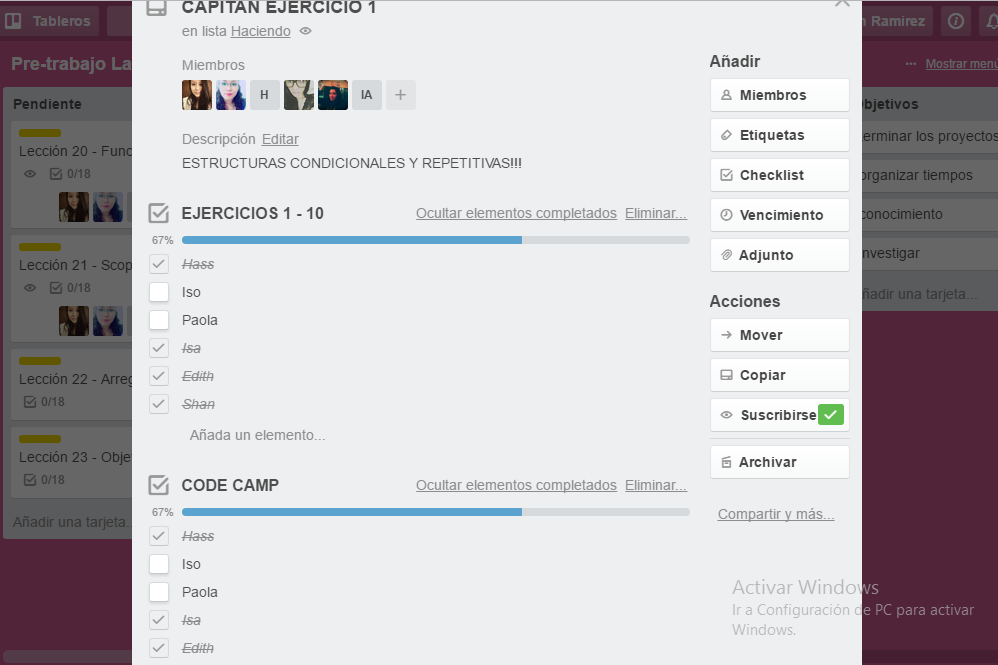 Tableros
Ramirez
Pre-trabajo La
Mostrar menú
Pendiente
Lección 20 - Func
0/18
Lección 21 - Scop
0/18
Lección 22 - Arreg
0/18
Lección 23 - Obje
0/18
Añadir una tarjeta...
CAPITAN EJERCICIO 1
en lista Haciendo
Miembros
H
IA
+
Descripción Editar
ESTRUCTURAS CONDICIONALES Y REPETITIVAS!!!
EJERCICIOS 1 - 10 Ocultar elementos completados Eliminar...
67%
Hass
Iso
Paola
Isa
Edith
Shan
Añada un elemento...
CODE CAMP Ocultar elementos completados Eliminar...
67%
Hass
Iso
Paola
Isa
Edith
Añadir
Miembros
Etiquetas
Checklist
Vencimiento
Adjunto
Acciones
Mover
Copiar
Suscribirse
Archivar
Compartir y más...
bjetivos
erminar los proyectos
organizar tiempos
conocimiento
nvestigar
ñadir una tarjeta...
Activar Windows
Ir a Configuración de PC para activar
Windows.